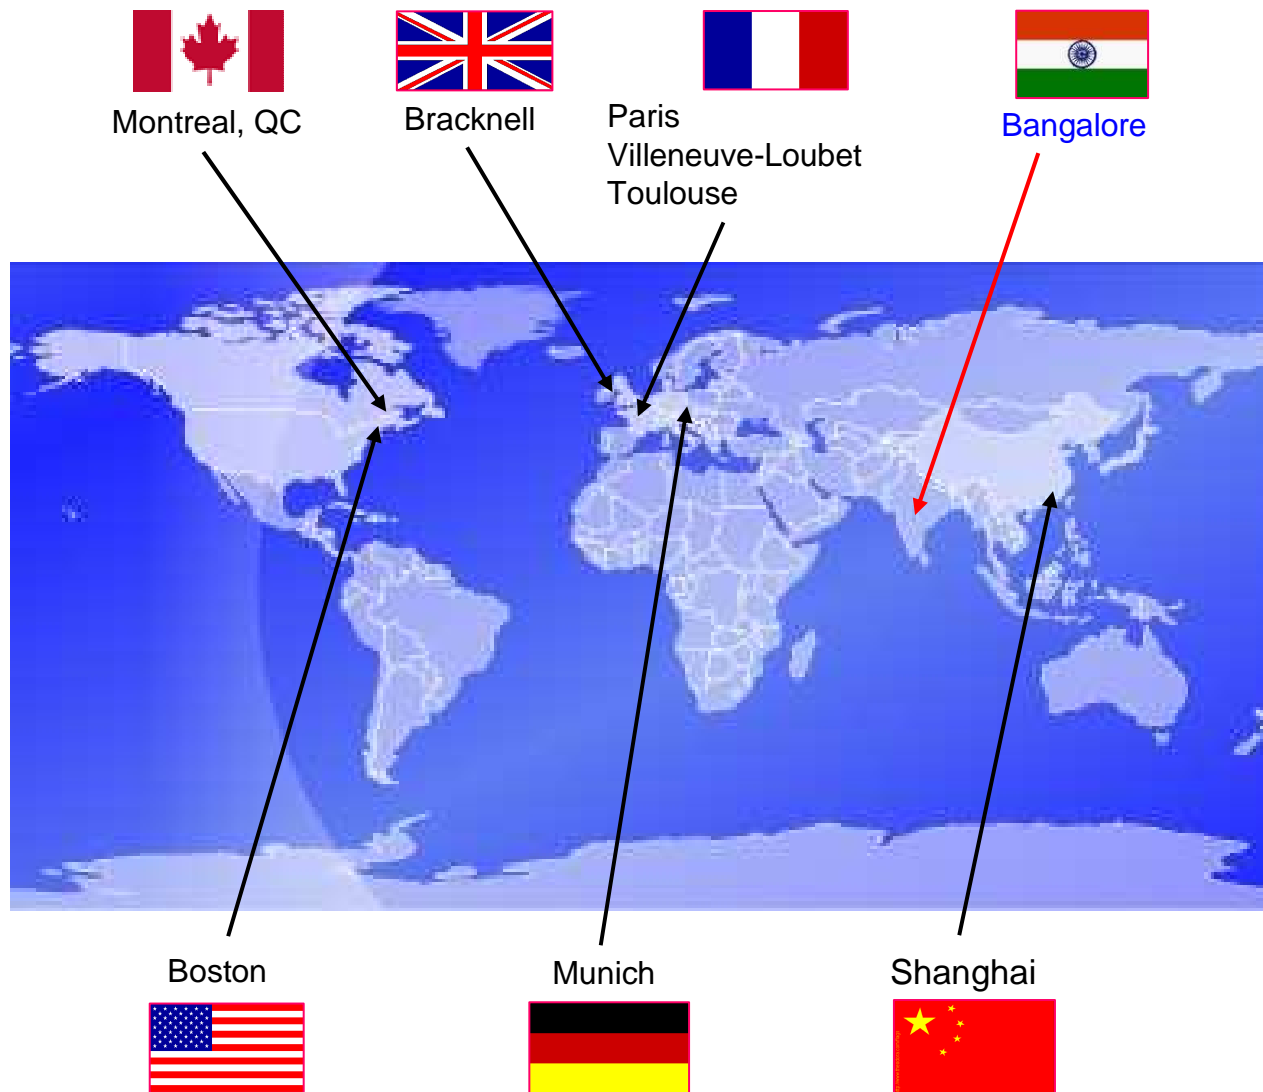 Montreal, QC
Bracknell
Paris
Villeneuve-Loubet
Toulouse
Bangalore
Boston
Munich
Shanghai